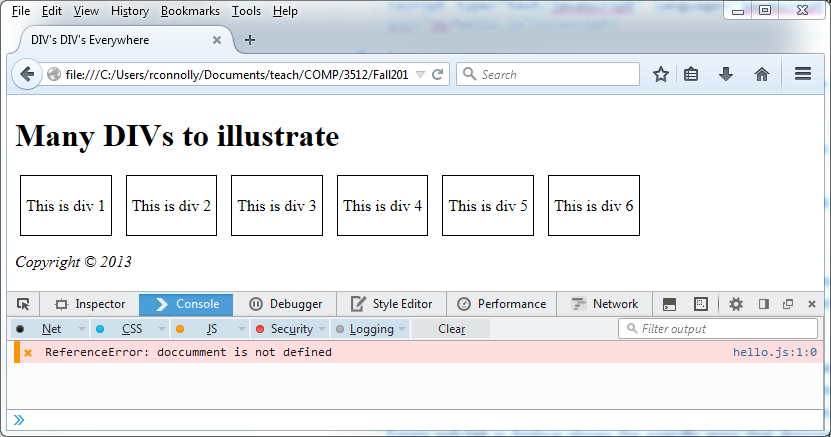 File Edit View History Bookmarks Tools Help
DIV's DIV's Everywhere
file:///C:/Users/rconnolly/Documents/teach/COMP/3512/Fall201
Search
Many DIVs to illustrate
This is div 1 This is div 2 This is div 3 This is div 4 This is div 5 This is div 6
Copyright © 2013
Inspector Console Debugger Style Editor Performance Network
Net CSS JS Security Logging Clear Filter output
ReferenceError: doccumment is not defined hello.js:1:0